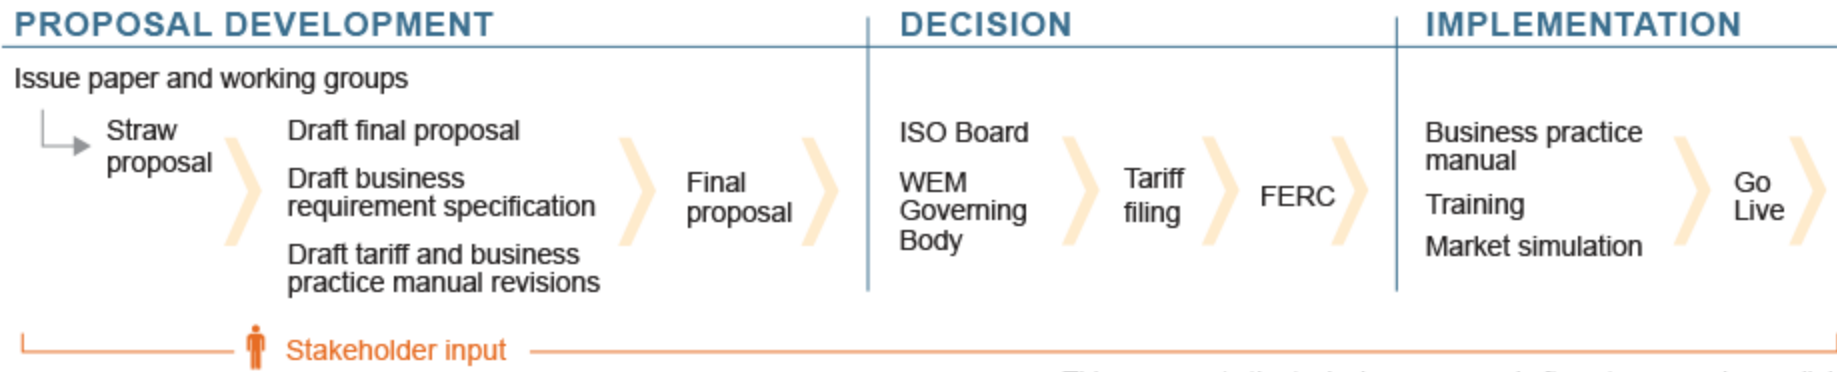 PROPOSAL DEVELOPMENT
Issue paper and working groups
Straw
proposal
Draft final proposal
Draft business
requirement specification
Draft tariff and business
practice manual revisions
Final
proposal
DECISION
ISO Board
WEM
Governing
Body
Tariff
filing
FERC
IMPLEMENTATION
Business practice
manual
Training
Market simulation
Go
Live
Stakeholder input